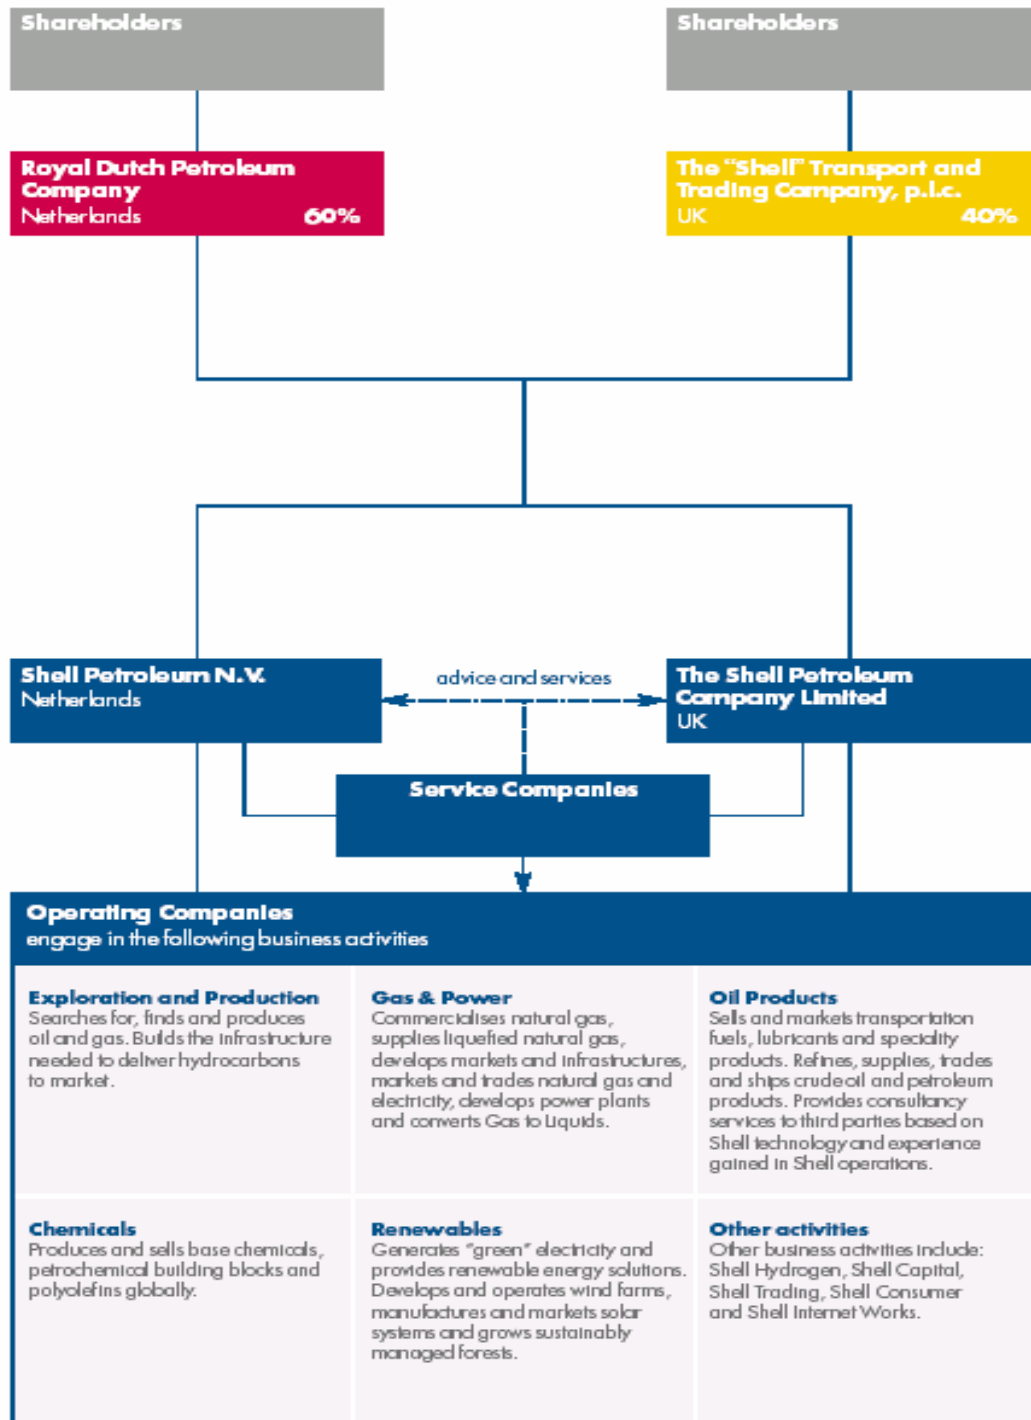 Shareholders
Shareholders
Royal Dutch Petroleum
Company
Netherlands 60%
The “Shell” Transport and
Trading Company, p.l.c.
UK 40%
Shell Petroleum N.V.
Netherlands
advice and services
The Shell Petroleum
Company Limited
UK
Service Companies
Operating Companies
engage in the following business activities
Exploration and Production
Searches for, finds and produces
oil and gas. Builds the infrastructure
needed to deliver hydrocarbons
to market.
Gas & Power
Commercialises natural gas,
supplies liquefied natural gas,
develops markets and infrastructures,
markets and trades natural gas and
electricity, develops power plants
and converts Gas to Liquids.
Oil Products
Sells and markets transportation
fuels, lubricants and speciality
products. Refines, supplies, trades
and ships crude oil and petroleum
products. Provides consultancy
services to third parties based on
Shell technology and experience
gained in Shell operations.
Chemicals
Produces and sells base chemicals,
petrochemical building blocks and
polyolefins globally.
Renewables
Generates “green” electricity and
provides renewable energy solutions.
Develops and operates wind farms,
manufactures and markets solar
systems and grows sustainably
managed forests.
Other activities
Other business activities include:
Shell Hydrogen, Shell Capital,
Shell Trading, Shell Consumer
and Shell Internet Works.